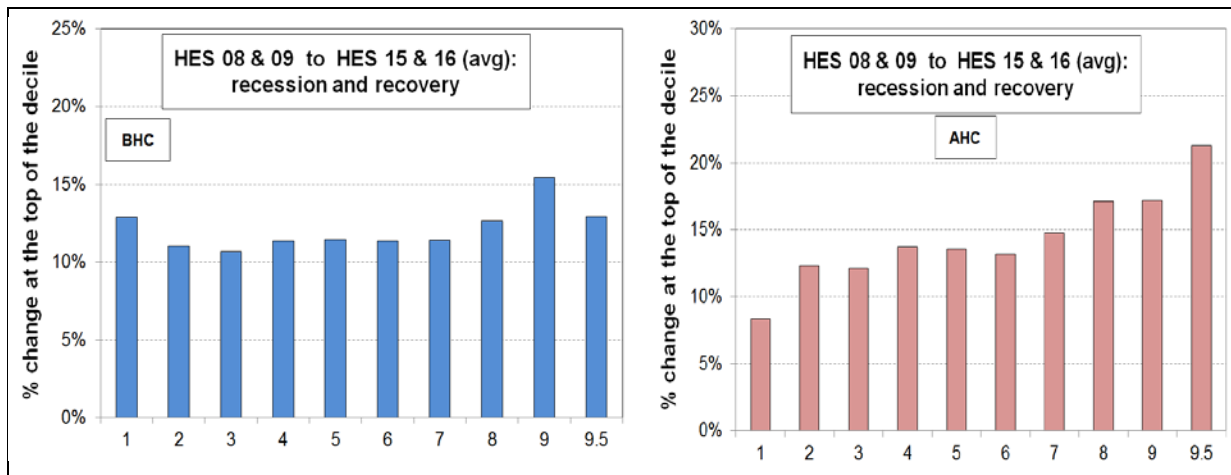 % change at the top of the decile
25%
20%
15%
10%
5%
0%
HES 08 & 09 to HES 15 & 16 (avg):
recession and recovery
BHC
1 2 3 4 5 6 7 8 9 9.5
% change at the top of the decile
30%
25%
20%
15%
10%
5%
0%
HES 08 & 09 to HES 15 & 16 (avg):
recession and recovery
AHC
1 2 3 4 5 6 7 8 9 9.5